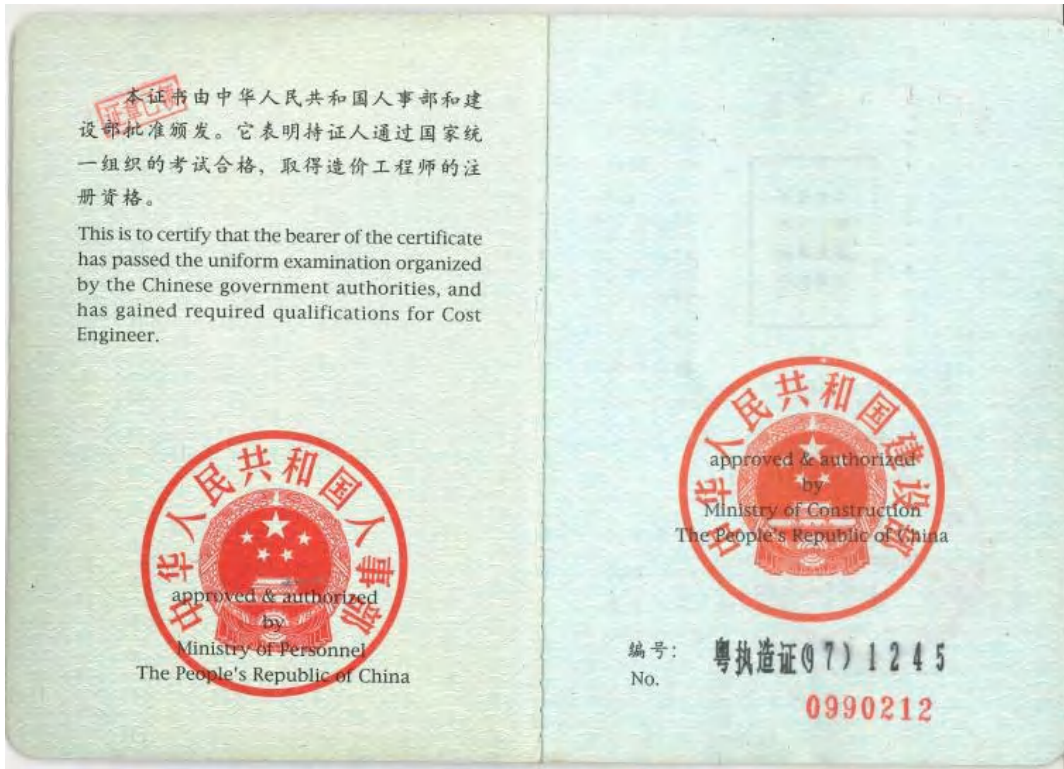 本证书由中华人民共和国人事部和建
设部批准颁发。它表明持证人通过国家统
一组织的考试合格，取得造价工程师的注
册资格。
This is to certify that the bearer of the certificate
has passed the uniform examination organized
by the Chinese government authorities, and
has gained required qualifications for Cost
Engineer.
中华人民共和国人事部
approved & authorized
by
Ministry of Personnel
The People's Republic of China
中华人民共和国建设部
approved & authorized
by
Ministry of Construction
The People's Republic of China
编号： 粤执造证(97)1245
No.
0990212